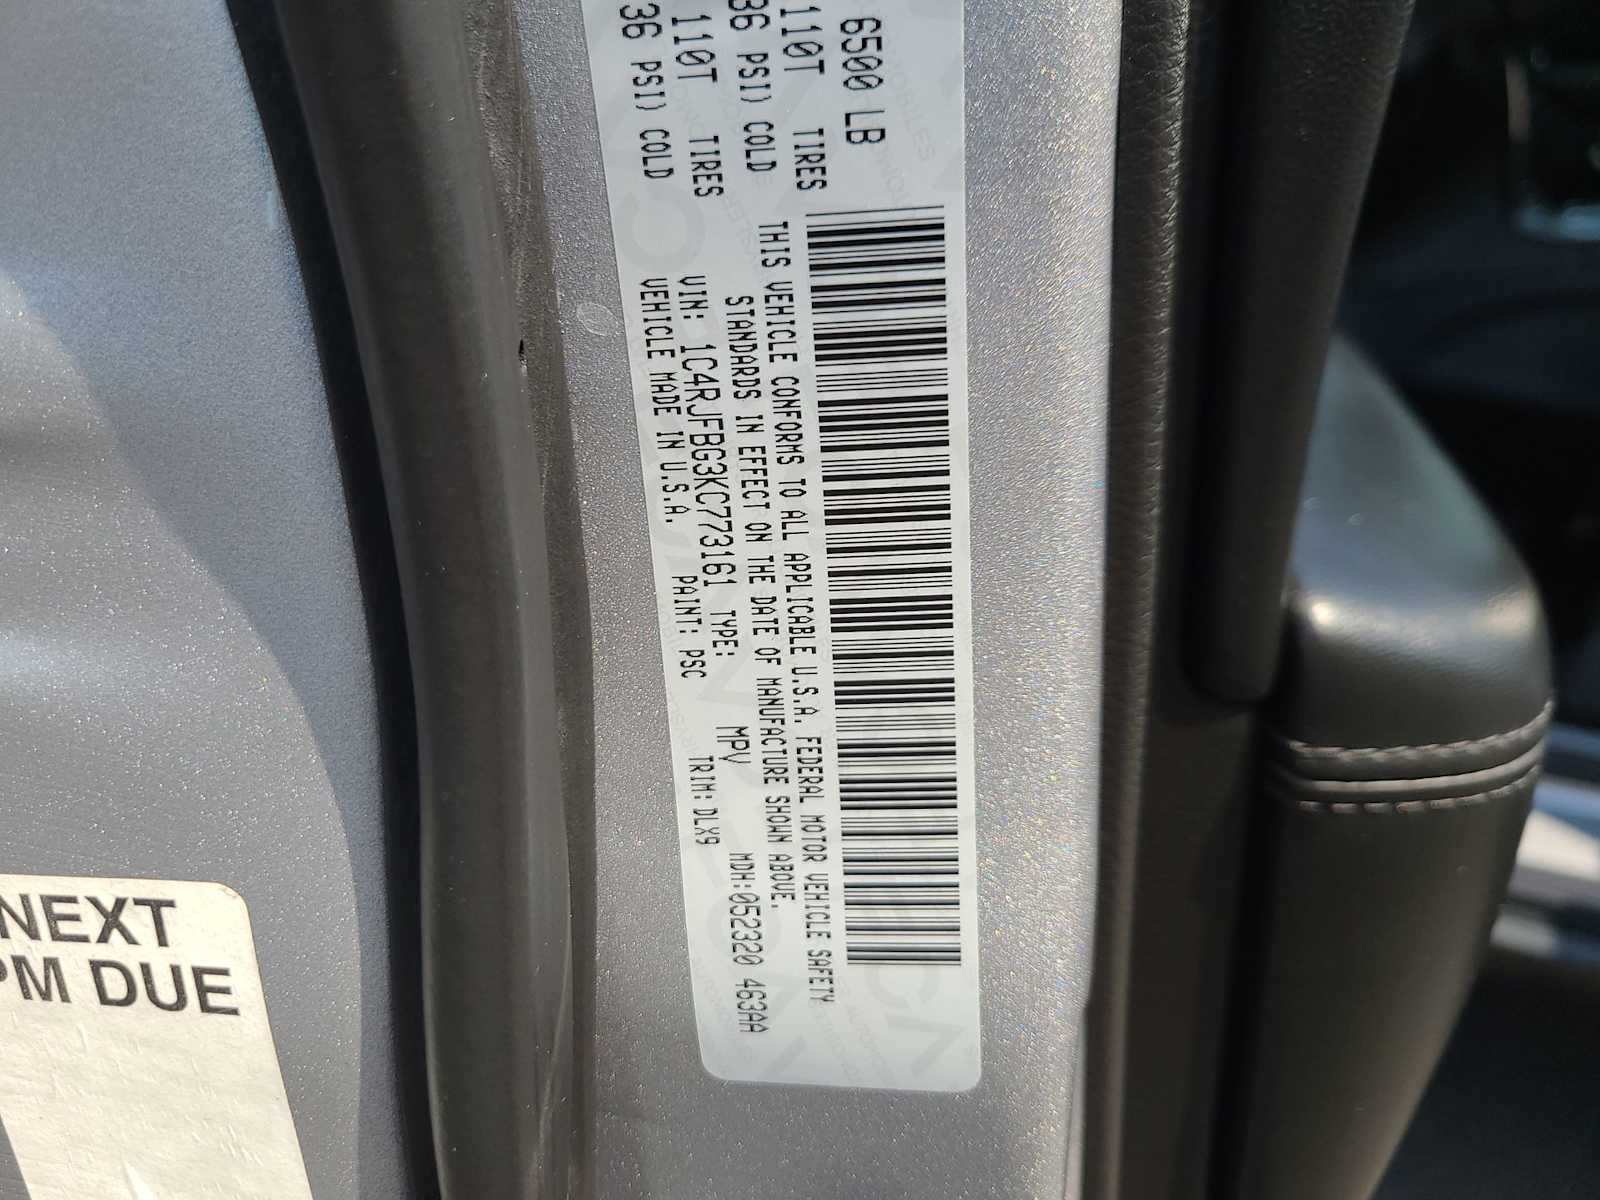 6500 LB
110T TIRES
36 PSI) COLD
110T TIRES
36 PSI) COLD
THIS VEHICLE CONFORMS TO ALL APPLICABLE U.S.A. FEDERAL MOTOR VEHICLE SAFETY
STANDARDS IN EFFECT ON THE DATE OF MANUFACTURE SHOWN ABOVE.
VIN: 1C4RJFBG3KC773161 TYPE: MPV MDH:052320 463AA
VEHICLE MADE IN U.S.A. PAINT: PSC TRIM: DLX9
NEXT
PM DUE